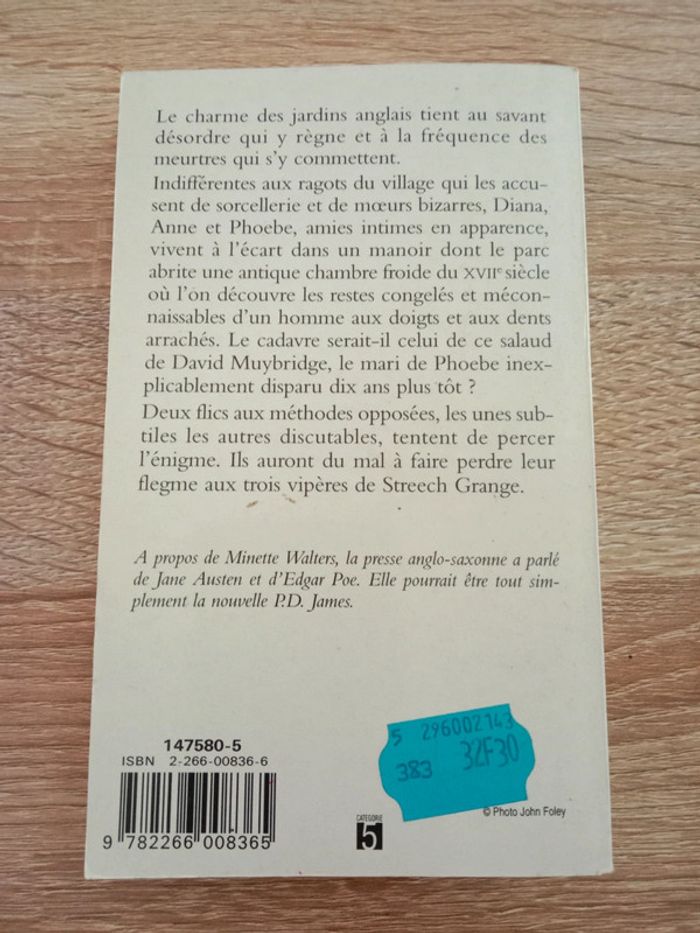 Le charme des jardins anglais tient au savant
désordre qui y règne et à la fréquence des
meurtres qui s'y commettent.
Indifférentes aux ragots du village qui les accu-
sent de sorcellerie et de mœurs bizarres, Diana,
Anne et Phoebe, amies intimes en apparence,
vivent à l'écart dans un manoir dont le parc
abrite une antique chambre froide du XVIIe siècle
où l'on découvre les restes congelés et mécon-
naissables d'un homme aux doigts et aux dents
arrachés. Le cadavre serait-il celui de ce salaud
de David Muybridge, le mari de Phoebe inex-
plicablement disparu dix ans plus tôt ?
Deux flics aux méthodes opposées, les unes sub-
tiles les autres discutables, tentent de percer
l'énigme. Ils auront du mal à faire perdre leur
flegme aux trois vipères de Streech Grange.
A propos de Minette Walters, la presse anglo-saxonne a parlé
de Jane Austen et d'Edgar Poe. Elle pourrait être tout sim-
plement la nouvelle P.D. James.
147580-5
ISBN 2-266-00836-6
9 782266 008365
CATÉGORIE
5
5 296002143
383 32F30
© Photo John Foley